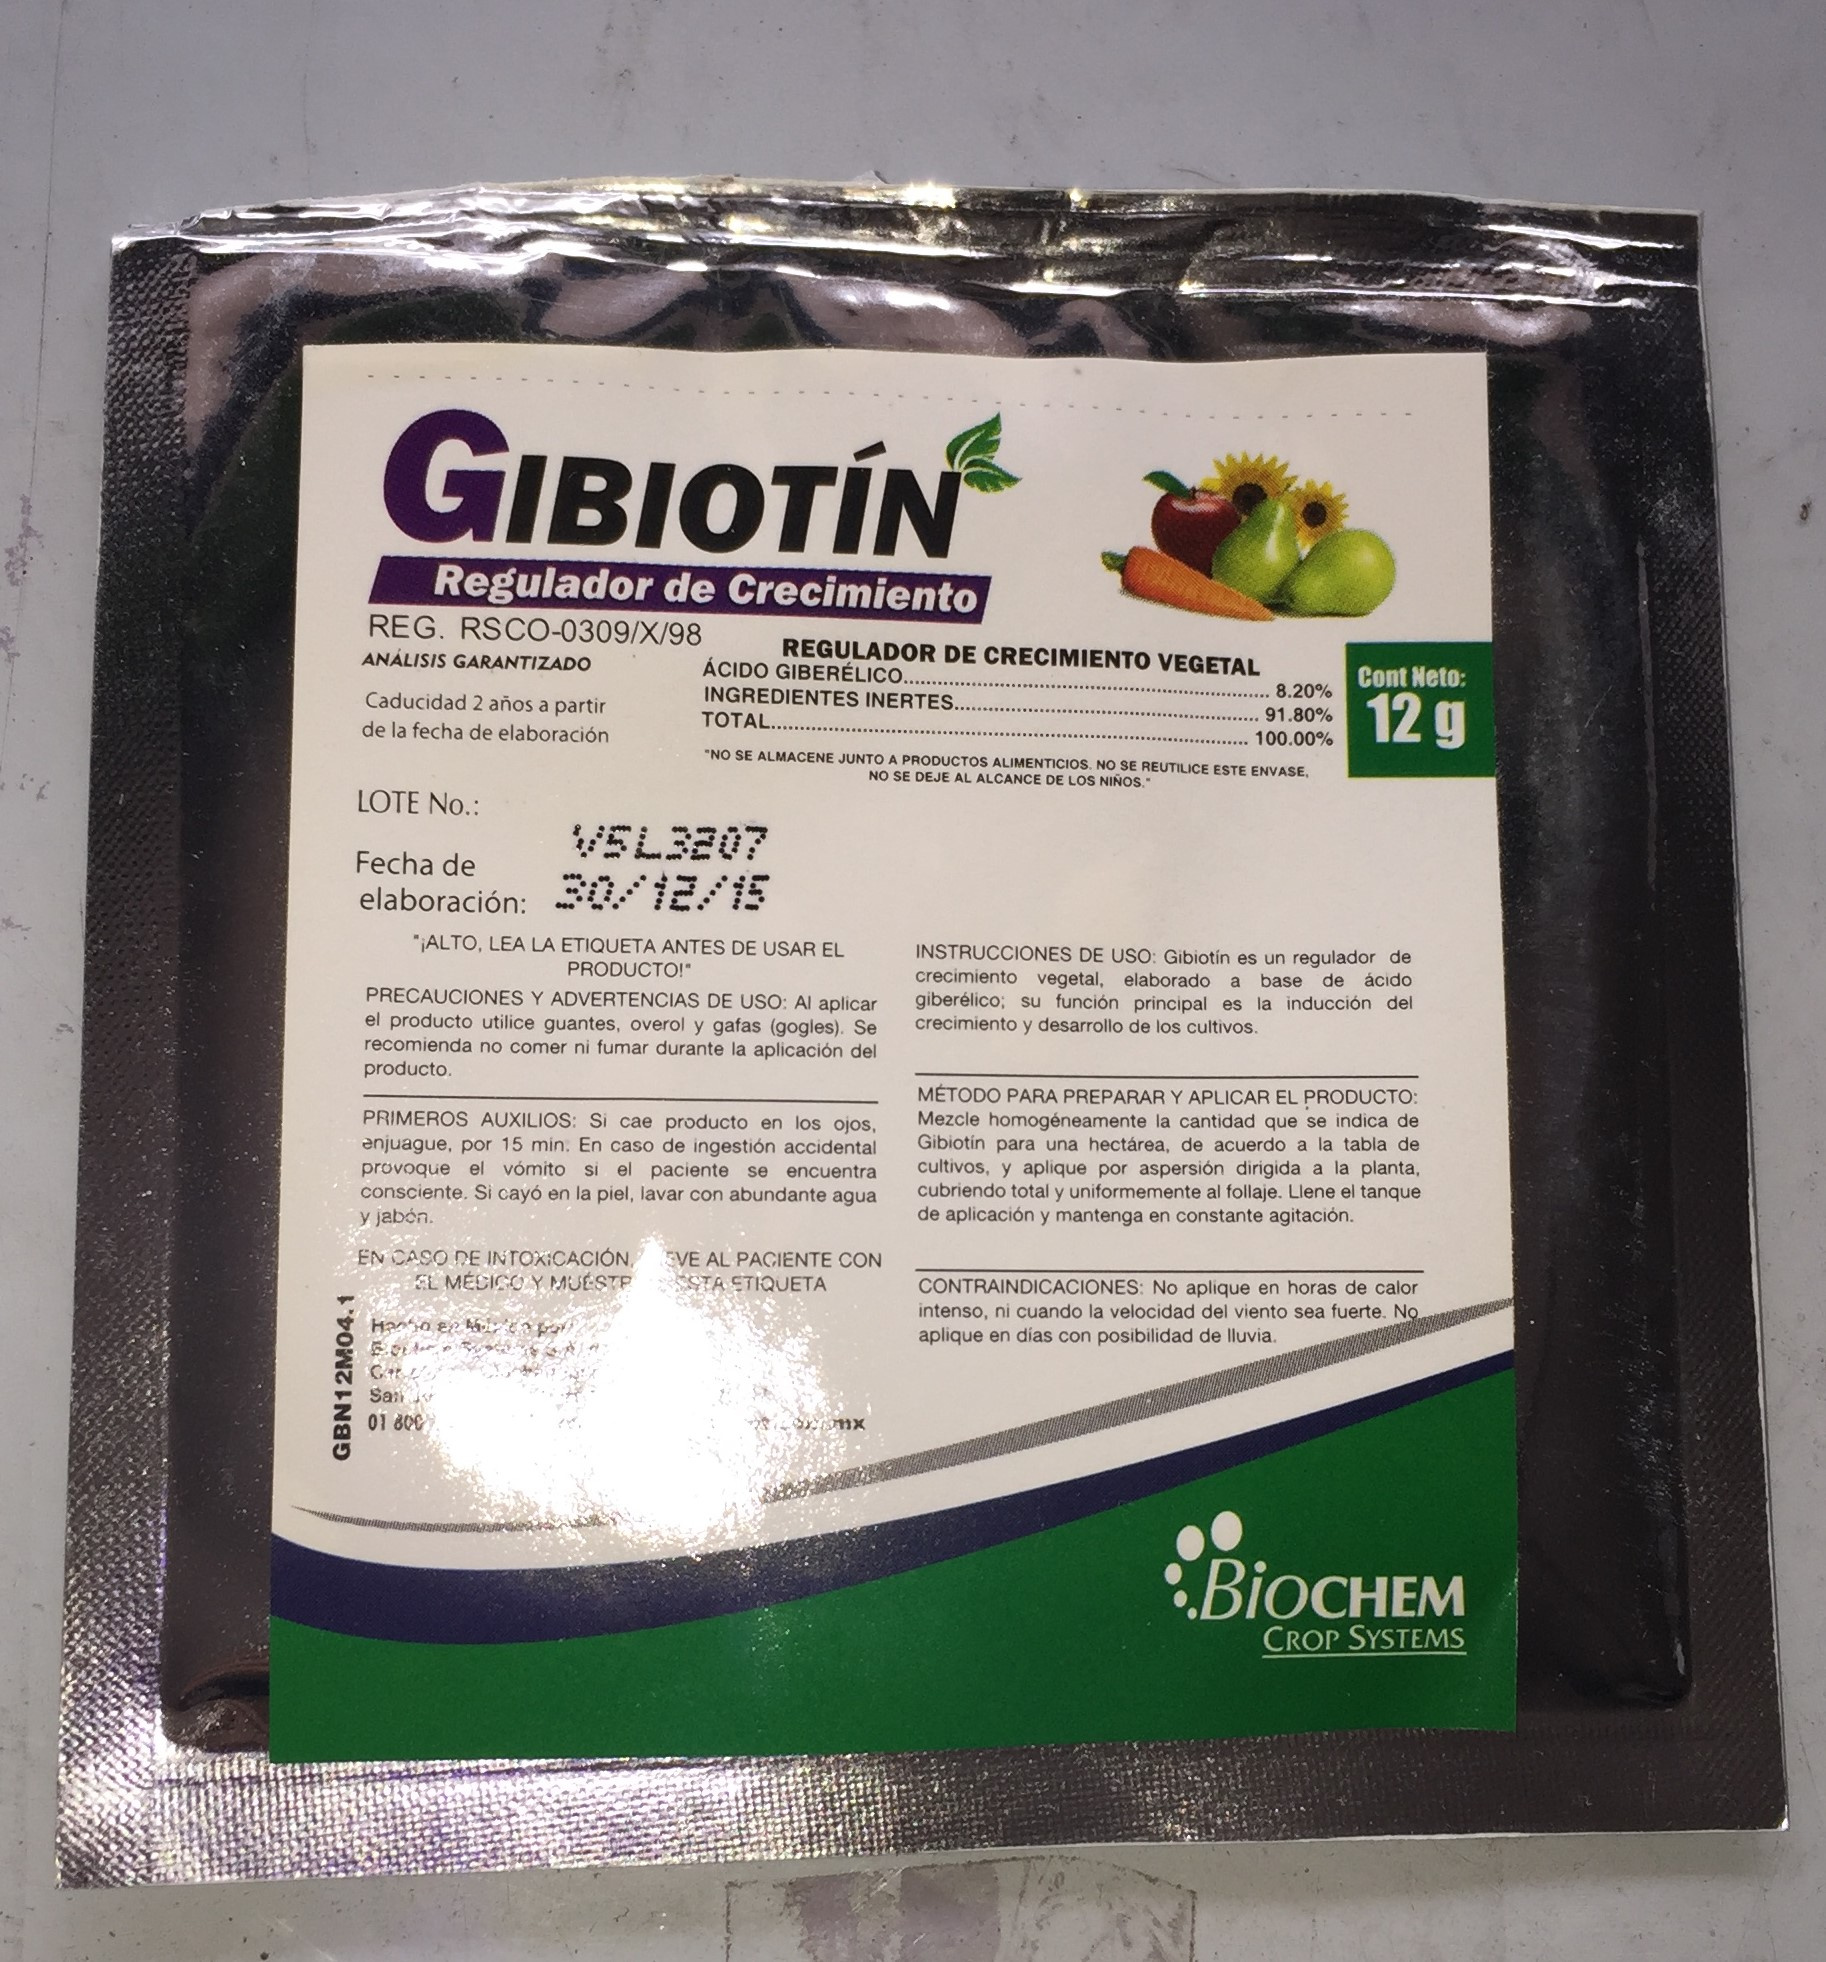 GIBIOTÍN
Regulador de Crecimiento
REG. RSCO-0309/X/98
ANÁLISIS GARANTIZADO
Caducidad 2 años a partir
de la fecha de elaboración
REGULADOR DE CRECIMIENTO VEGETAL
ÁCIDO GIBERÉLICO........ 8.20%
INGREDIENTES INERTES........ 91.80%
TOTAL........ 100.00%
"NO SE ALMACENE JUNTO A PRODUCTOS ALIMENTICIOS. NO SE REUTILICE ESTE ENVASE,
NO SE DEJE AL ALCANCE DE LOS NIÑOS."
Cont Neto:
12 g
LOTE No.:
V5L3207
Fecha de
elaboración: 30/12/15
"¡ALTO, LEA LA ETIQUETA ANTES DE USAR EL
PRODUCTO!"
PRECAUCIONES Y ADVERTENCIAS DE USO: Al aplicar
el producto utilice guantes, overol y gafas (gogles). Se
recomienda no comer ni fumar durante la aplicación del
producto.
PRIMEROS AUXILIOS: Si cae producto en los ojos,
enjuague, por 15 min. En caso de ingestión accidental
provoque el vómito si el paciente se encuentra
consciente. Si cayó en la piel, lavar con abundante agua
y jabón.
EN CASO DE INTOXICACIÓN, AL PACIENTE CON
EL MÉDICO Y ETIQUETA
Hecho en México por
01 800
GBN12M04.1
INSTRUCCIONES DE USO: Gibiotín es un regulador de
crecimiento vegetal, elaborado a base de ácido
giberélico; su función principal es la inducción del
crecimiento y desarrollo de los cultivos.
MÉTODO PARA PREPARAR Y APLICAR EL PRODUCTO:
Mezcle homogéneamente la cantidad que se indica de
Gibiotín para una hectárea, de acuerdo a la tabla de
cultivos, y aplique por aspersión dirigida a la planta,
cubriendo total y uniformemente al follaje. Llene el tanque
de aplicación y mantenga en constante agitación.
CONTRAINDICACIONES: No aplique en horas de calor
intenso, ni cuando la velocidad del viento sea fuerte. No
aplique en días con posibilidad de lluvia.
BiOCHEM
CROP SYSTEMS